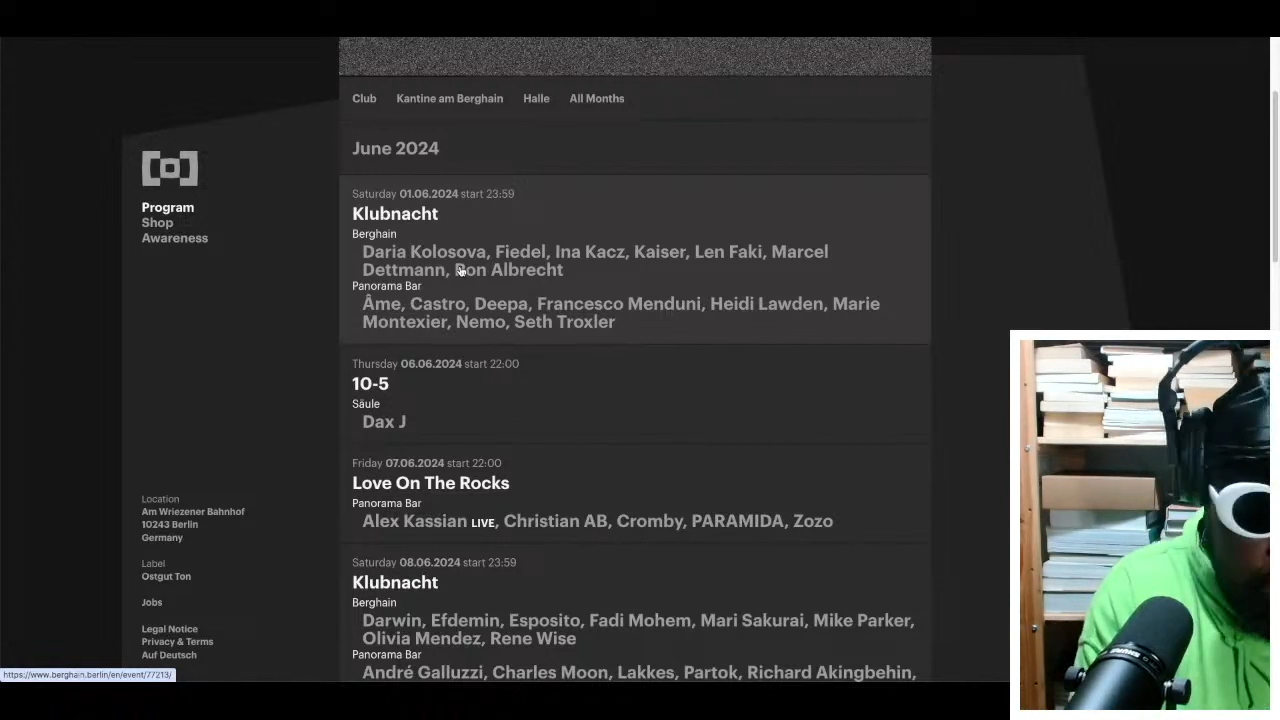 Club Kantine am Berghain Halle All Months
June 2024
Program
Shop
Awareness
Saturday 01.06.2024 start 23:59
Klubnacht
Berghain
Daria Kolosova, Fiedel, Ina Kacz, Kaiser, Len Faki, Marcel
Dettmann, Ron Albrecht
Panorama Bar
Âme, Castro, Deepa, Francesco Menduni, Heidi Lawden, Marie
Montexier, Nemo, Seth Troxler
Thursday 06.06.2024 start 22:00
10-5
Säule
Dax J
Friday 07.06.2024 start 22:00
Love On The Rocks
Panorama Bar
Alex Kassian LIVE, Christian AB, Cromby, PARAMIDA, Zozo
Saturday 08.06.2024 start 23:59
Klubnacht
Berghain
Darwin, Efdemin, Esposito, Fadi Mohem, Mari Sakurai, Mike Parker,
Olivia Mendez, Rene Wise
Panorama Bar
André Galluzzi, Charles Moon, Lakkes, Partok, Richard Akingbehin,
Location
Am Wriezener Bahnhof
10243 Berlin
Germany
Label
Ostgut Ton
Jobs
Legal Notice
Privacy & Terms
Auf Deutsch
https://www.berghain.berlin/en/event/77213/